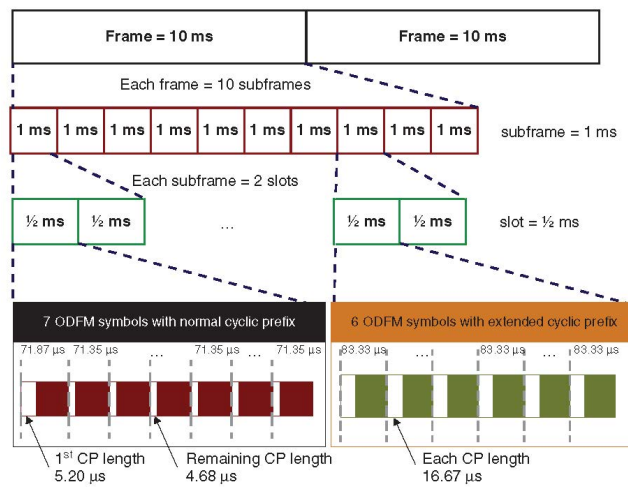 Frame = 10 ms Frame = 10 ms
Each frame = 10 subframes
1 ms 1 ms 1 ms 1 ms 1 ms 1 ms 1 ms 1 ms 1 ms 1 ms subframe = 1 ms
Each subframe = 2 slots
½ ms ½ ms ... ½ ms ½ ms slot = ½ ms
7 ODFM symbols with normal cyclic prefix 6 ODFM symbols with extended cyclic prefix
71.87 µs 71.35 µs ... 71.35 µs ... 71.35 µs 83.33 µs ... 83.33 µs ... 83.33 µs
1st CP length Remaining CP length Each CP length
5.20 µs 4.68 µs 16.67 µs